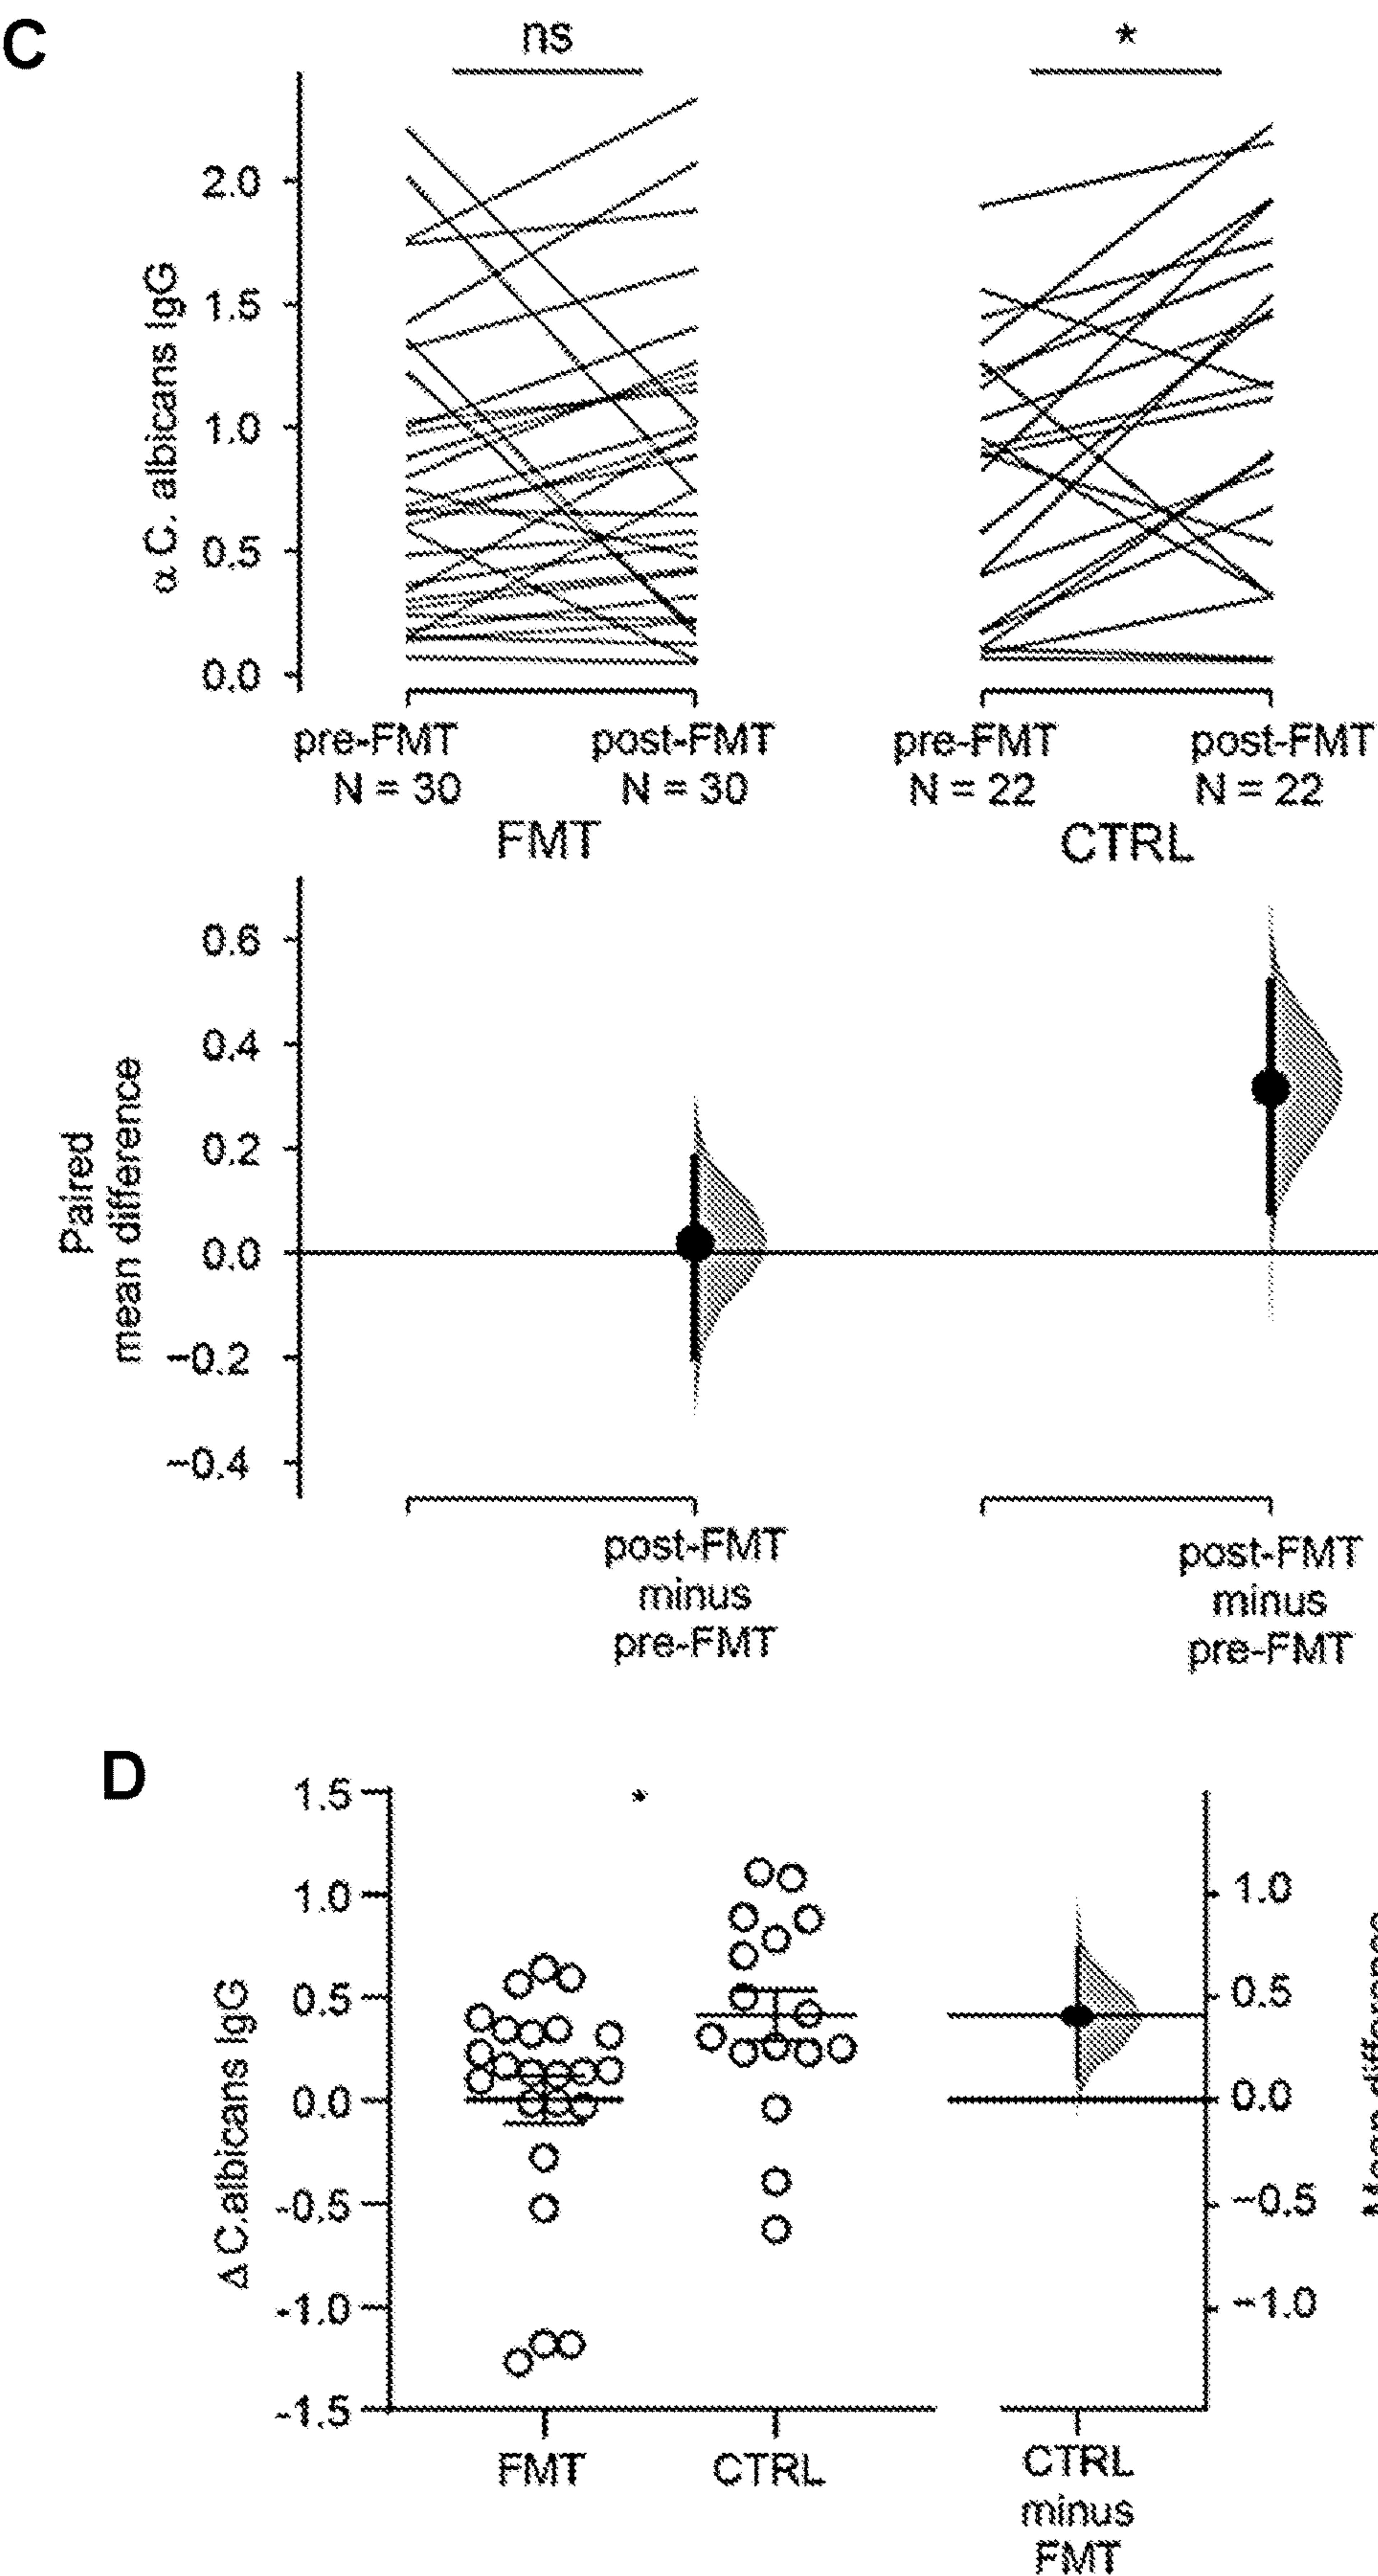 C
ns
*
2.0
1.5
1.0
0.5
0.0
α C. albicans IgG
pre-FMT
N = 30
post-FMT
N = 30
pre-FMT
N = 22
post-FMT
N = 22
FMT
CTRL
0.6
0.4
0.2
0.0
−0.2
−0.4
Paired
mean difference
post-FMT
minus
pre-FMT
post-FMT
minus
pre-FMT
D
*
1.5
1.0
0.5
0.0
-0.5
-1.0
-1.5
Δ C.albicans IgG
FMT
CTRL
1.0
0.5
0.0
−0.5
−1.0
CTRL
minus
FMT